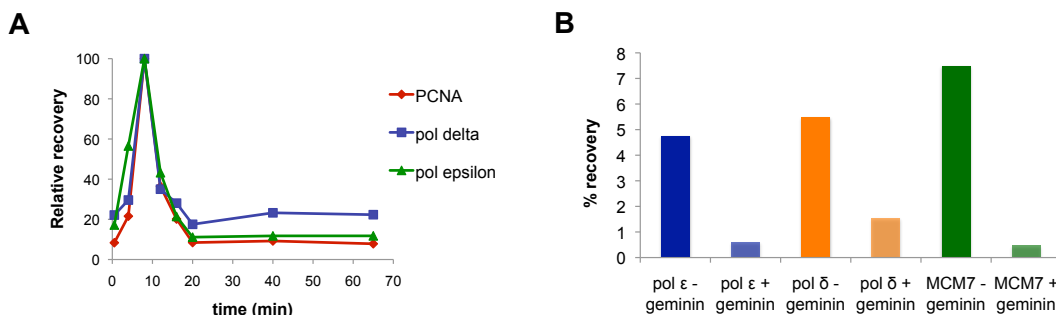 A
Relative recovery
100
80
60
40
20
0
0 10 20 30 40 50 60 70
time (min)
PCNA
pol delta
pol epsilon
B
% recovery
8
7
6
5
4
3
2
1
0
pol ε - pol ε + pol δ - pol δ + MCM7 - MCM7 +
geminin geminin geminin geminin geminin geminin